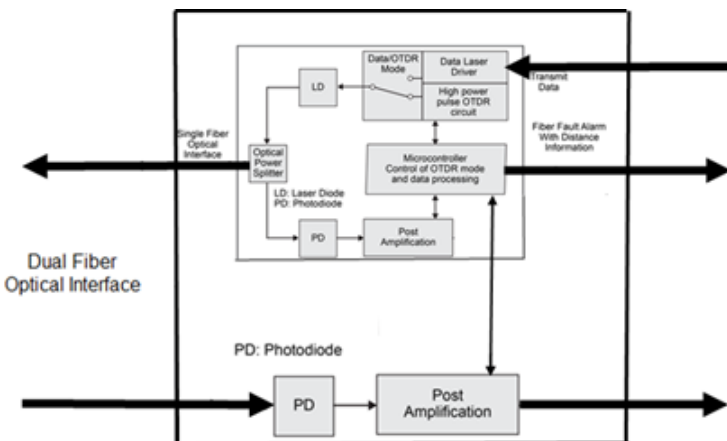 Data/OTDR
Mode
Data Laser
Driver
High power
pulse OTDR
circuit
LD
Transmit
Data
Single Fiber
Optical
Interface
Optical
Power
Splitter
Microcontroller
Control of OTDR mode
and data processing
Fiber Fault Alarm
With Distance
Information
LD: Laser Diode
PD: Photodiode
PD
Post
Amplification
Dual Fiber
Optical Interface
PD: Photodiode
PD
Post
Amplification